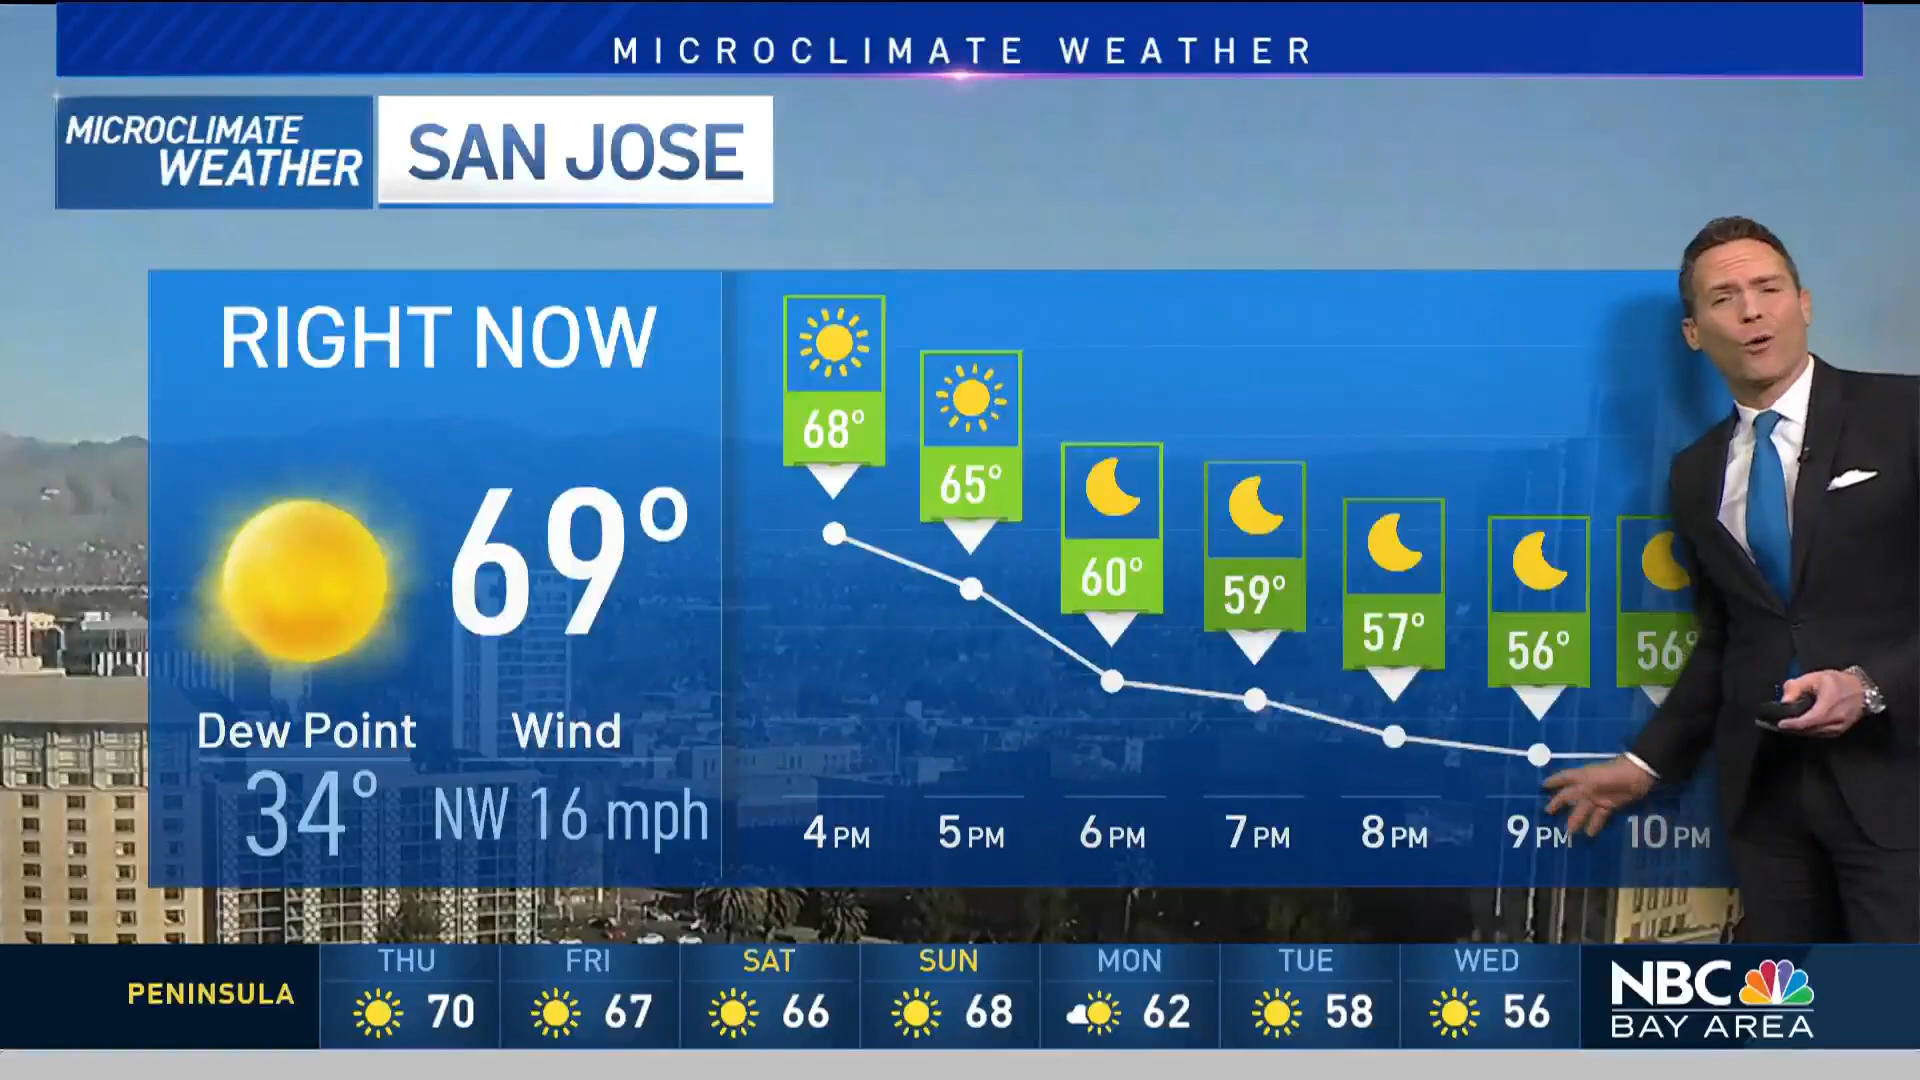 MICROCLIMATE WEATHER
MICROCLIMATE
WEATHER
SAN JOSE
RIGHT NOW
69°
Dew Point
34°
Wind
NW 16 mph
68°
65°
60°
59°
57°
56°
56°
4 PM
5 PM
6 PM
7 PM
8 PM
9 PM
10 PM
PENINSULA
THU
70
FRI
67
SAT
66
SUN
68
MON
62
TUE
58
WED
56
NBC
BAY AREA